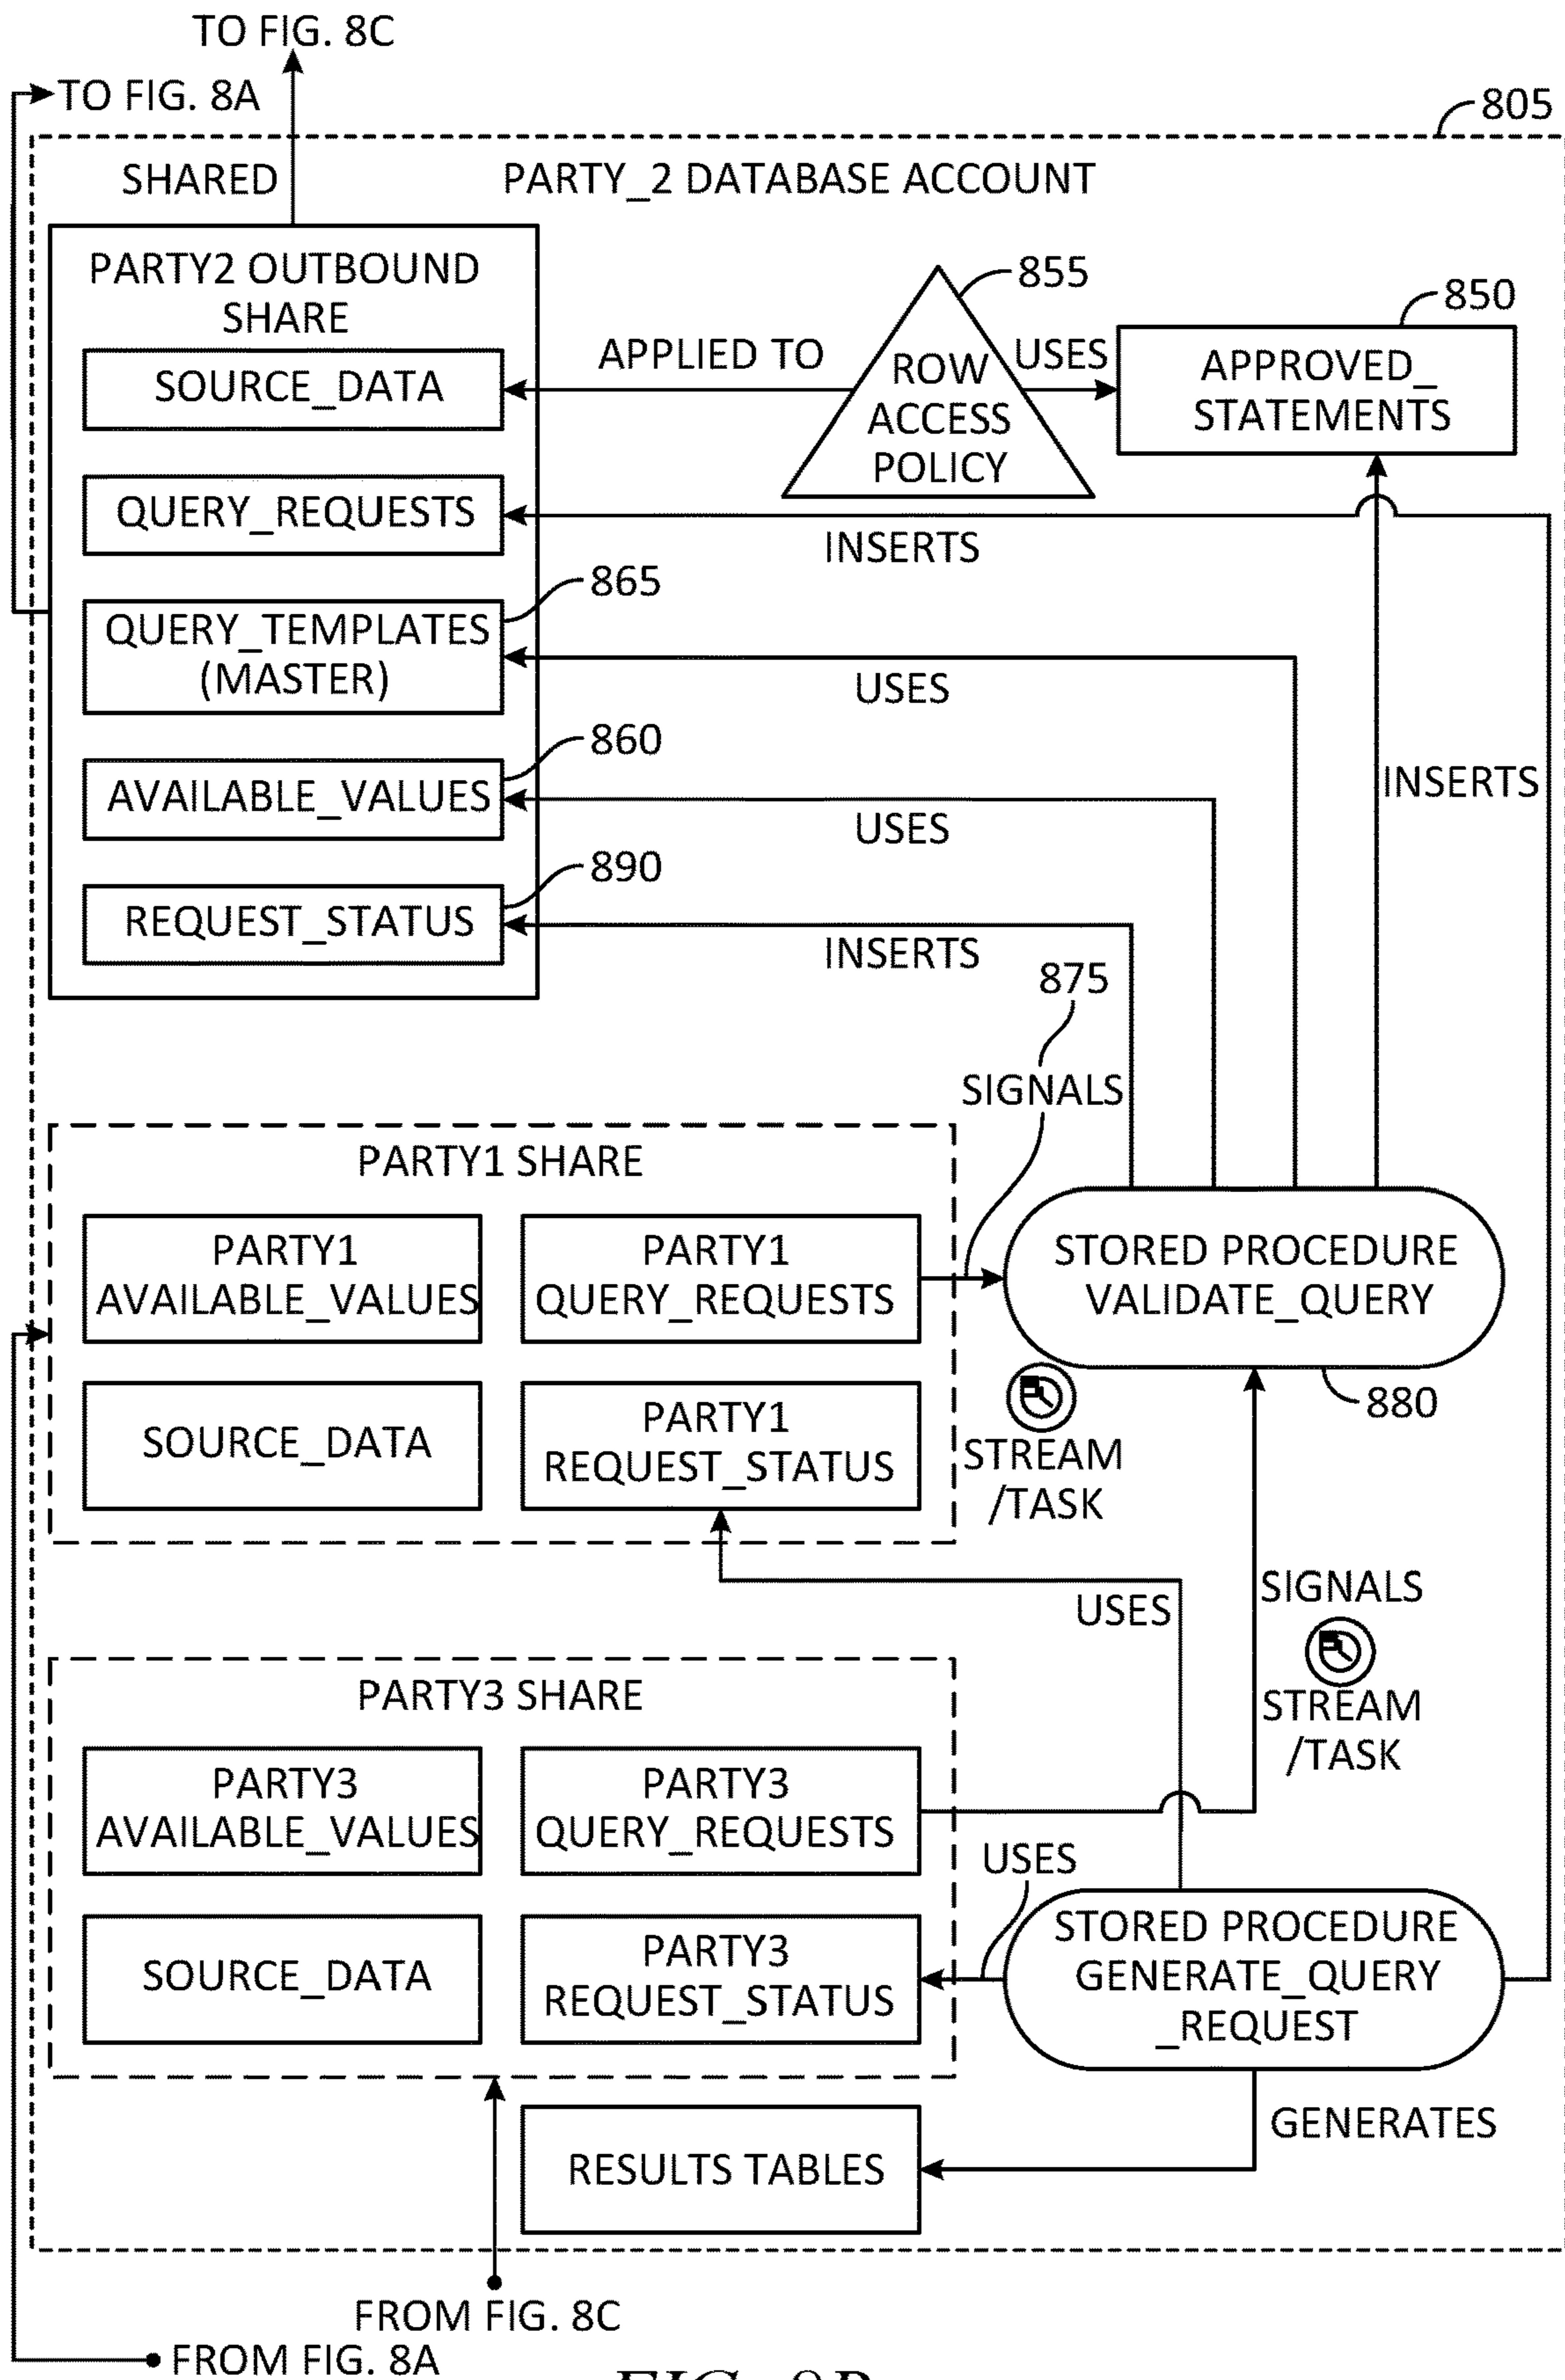 TO FIG. 8C
TO FIG. 8A
805
SHARED
PARTY_2 DATABASE ACCOUNT
PARTY2 OUTBOUND
SHARE
855
850
SOURCE_DATA
APPLIED TO
ROW
ACCESS
POLICY
USES
APPROVED_
STATEMENTS
QUERY_REQUESTS
INSERTS
865
QUERY_TEMPLATES
(MASTER)
USES
860
AVAILABLE_VALUES
USES
INSERTS
890
REQUEST_STATUS
INSERTS
875
SIGNALS
PARTY1 SHARE
PARTY1
AVAILABLE_VALUES
PARTY1
QUERY_REQUESTS
STORED PROCEDURE
VALIDATE_QUERY
880
SOURCE_DATA
PARTY1
REQUEST_STATUS
STREAM
/TASK
USES
SIGNALS
STREAM
/TASK
PARTY3 SHARE
PARTY3
AVAILABLE_VALUES
PARTY3
QUERY_REQUESTS
USES
SOURCE_DATA
PARTY3
REQUEST_STATUS
STORED PROCEDURE
GENERATE_QUERY
_REQUEST
GENERATES
RESULTS TABLES
FROM FIG. 8C
FROM FIG. 8A
FIG. 8B